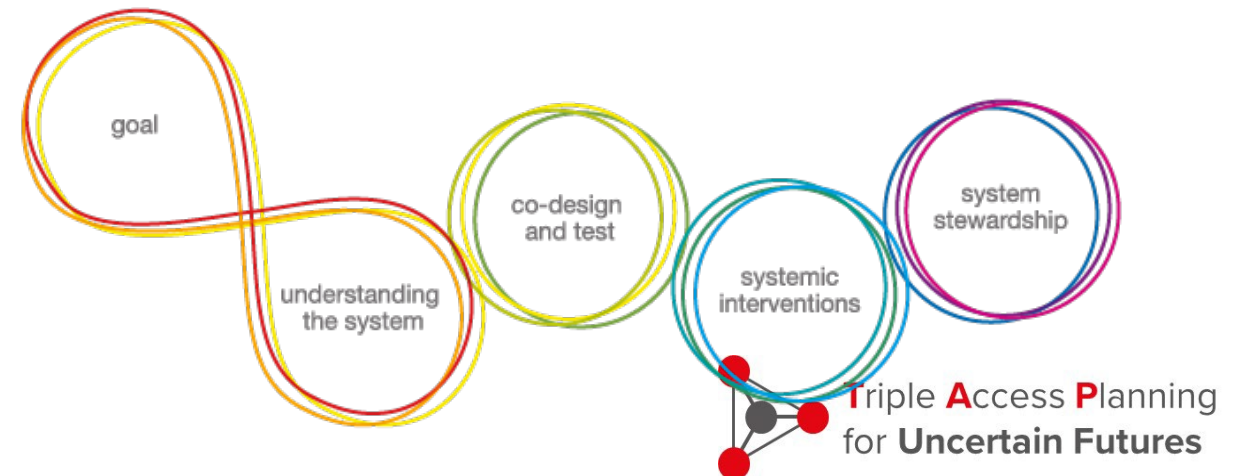 goal
understanding
the system
co-design
and test
systemic
interventions
system
stewardship
Triple Access Planning
for Uncertain Futures